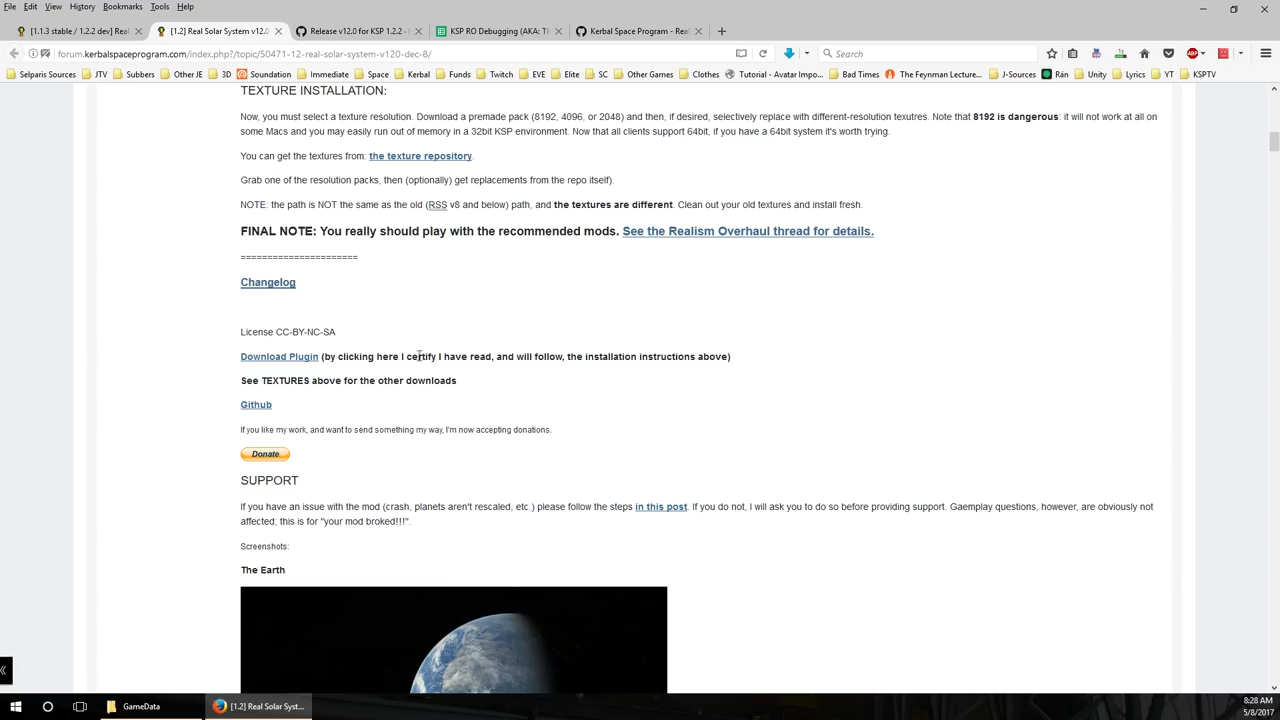 File Edit View History Bookmarks Tools Help
[1.1.3 stable / 1.2.2 dev] Real
[1.2] Real Solar System v12.0
Release v12.0 for KSP 1.2.2 ·
KSP RO Debugging (AKA: Th
Kerbal Space Program - Rea
forum.kerbalspaceprogram.com/index.php?/topic/50471-12-real-solar-system-v120-dec-8/
Search
Selparis Sources JTV Subbers Other JE 3D Soundation Immediate Space Kerbal Funds Twitch EVE Elite SC Other Games Clothes Tutorial - Avatar Impo... Bad Times The Feynman Lecture... J-Sources Rán Unity Lyrics YT KSPTV
TEXTURE INSTALLATION:
Now, you must select a texture resolution. Download a premade pack (8192, 4096, or 2048) and then, if desired, selectively replace with different-resolution texutres. Note that 8192 is dangerous: it will not work at all on
some Macs and you may easily run out of memory in a 32bit KSP environment. Now that all clients support 64bit, if you have a 64bit system it's worth trying.
You can get the textures from: the texture repository.
Grab one of the resolution packs, then (optionally) get replacements from the repo itself).
NOTE: the path is NOT the same as the old (RSS v8 and below) path, and the textures are different. Clean out your old textures and install fresh.
FINAL NOTE: You really should play with the recommended mods. See the Realism Overhaul thread for details.
======================
Changelog
License CC-BY-NC-SA
Download Plugin (by clicking here I certify I have read, and will follow, the installation instructions above)
See TEXTURES above for the other downloads
Github
If you like my work, and want to send something my way, I'm now accepting donations.
Donate
SUPPORT
If you have an issue with the mod (crash, planets aren't rescaled, etc.) please follow the steps in this post. If you do not, I will ask you to do so before providing support. Gaemplay questions, however, are obviously not
affected; this is for "your mod broked!!!".
Screenshots:
The Earth
GameData
[1.2] Real Solar Syst...
8:28 AM
5/8/2017